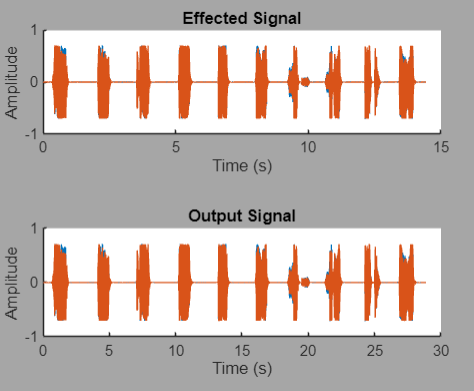 Effected Signal
1
0
-1
Amplitude
0 5 10 15
Time (s)
Output Signal
1
0
-1
Amplitude
0 5 10 15 20 25 30
Time (s)